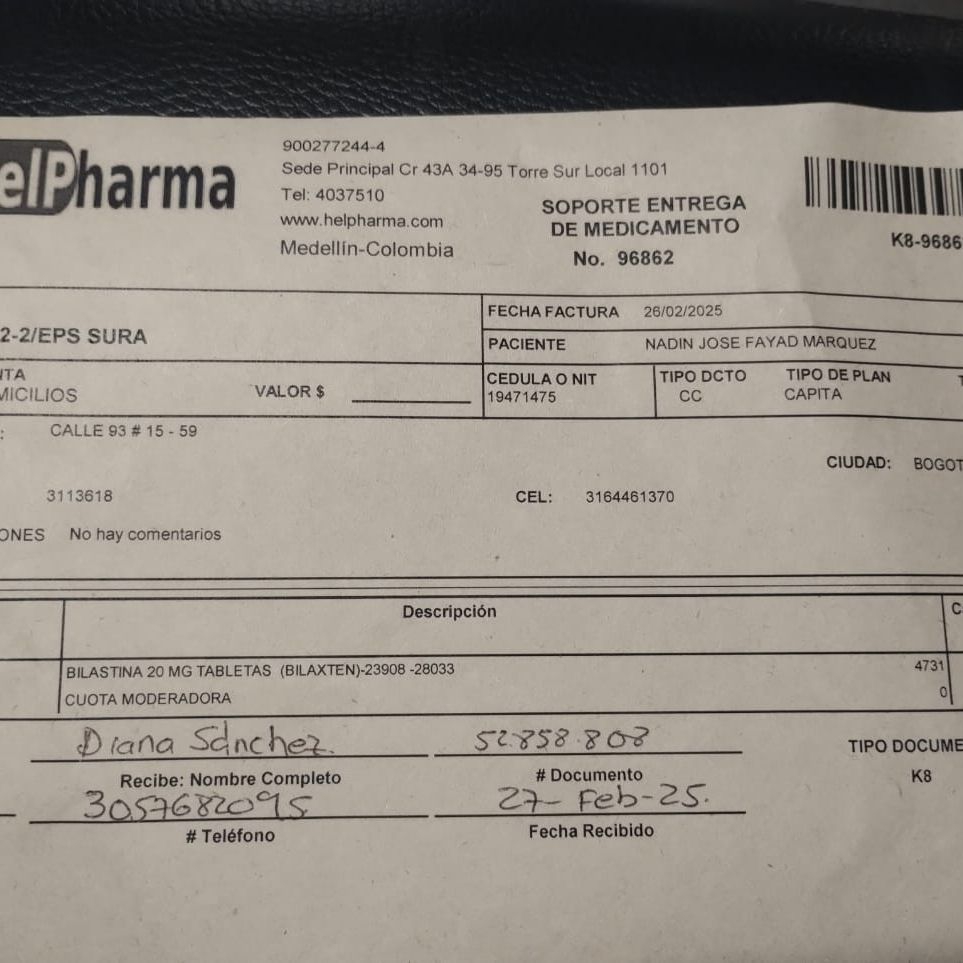 elPharma
900277244-4
Sede Principal Cr 43A 34-95 Torre Sur Local 1101
Tel: 4037510
www.helpharma.com
Medellín-Colombia
SOPORTE ENTREGA
DE MEDICAMENTO
No. 96862
K8-9686
2-2/EPS SURA
FECHA FACTURA 26/02/2025
PACIENTE NADIN JOSE FAYAD MARQUEZ
NTA
MICILIOS VALOR $
CEDULA O NIT TIPO DCTO TIPO DE PLAN T
19471475 CC CAPITA
: CALLE 93 # 15 - 59
CIUDAD: BOGOT
3113618 CEL: 3164461370
ONES No hay comentarios
Descripción C
BILASTINA 20 MG TABLETAS (BILAXTEN)-23908 -28033 4731
CUOTA MODERADORA 0
Diana Sánchez. 52.858.808
Recibe: Nombre Completo # Documento
TIPO DOCUME
K8
3057682095 27- Feb-25.
# Teléfono Fecha Recibido